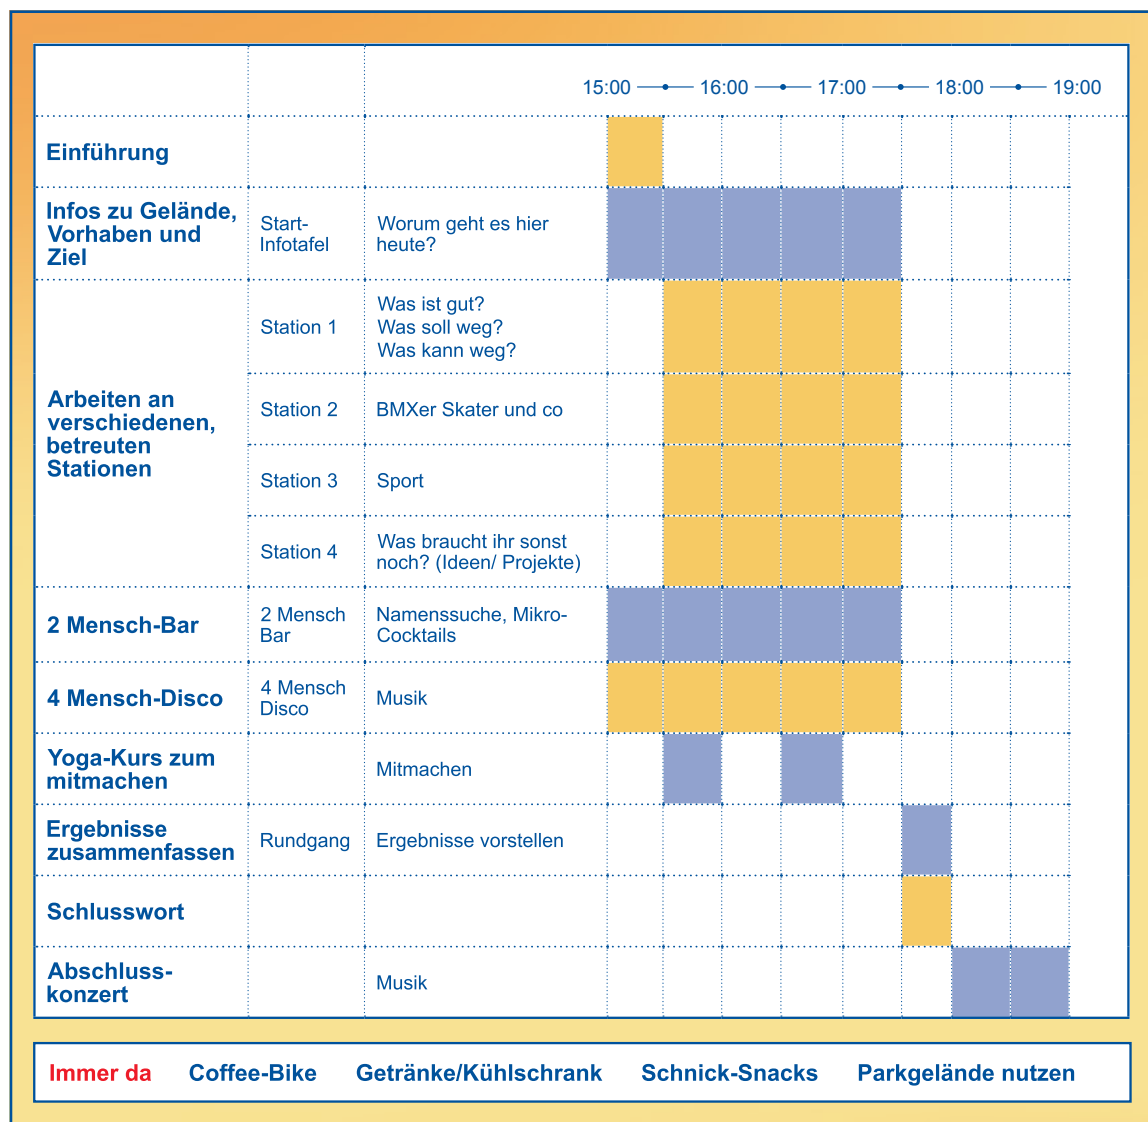 15:00 16:00 17:00 18:00 19:00
Einführung
Infos zu Gelände,
Vorhaben und
Ziel
Start-
Infotafel
Worum geht es hier
heute?
Arbeiten an
verschiedenen,
betreuten
Stationen
Station 1
Was ist gut?
Was soll weg?
Was kann weg?
Station 2
BMXer Skater und co
Station 3
Sport
Station 4
Was braucht ihr sonst
noch? (Ideen/ Projekte)
2 Mensch-Bar
2 Mensch
Bar
Namenssuche, Mikro-
Cocktails
4 Mensch-Disco
4 Mensch
Disco
Musik
Yoga-Kurs zum
mitmachen
Mitmachen
Ergebnisse
zusammenfassen
Rundgang
Ergebnisse vorstellen
Schlusswort
Abschluss-
konzert
Musik
Immer da Coffee-Bike Getränke/Kühlschrank Schnick-Snacks Parkgelände nutzen